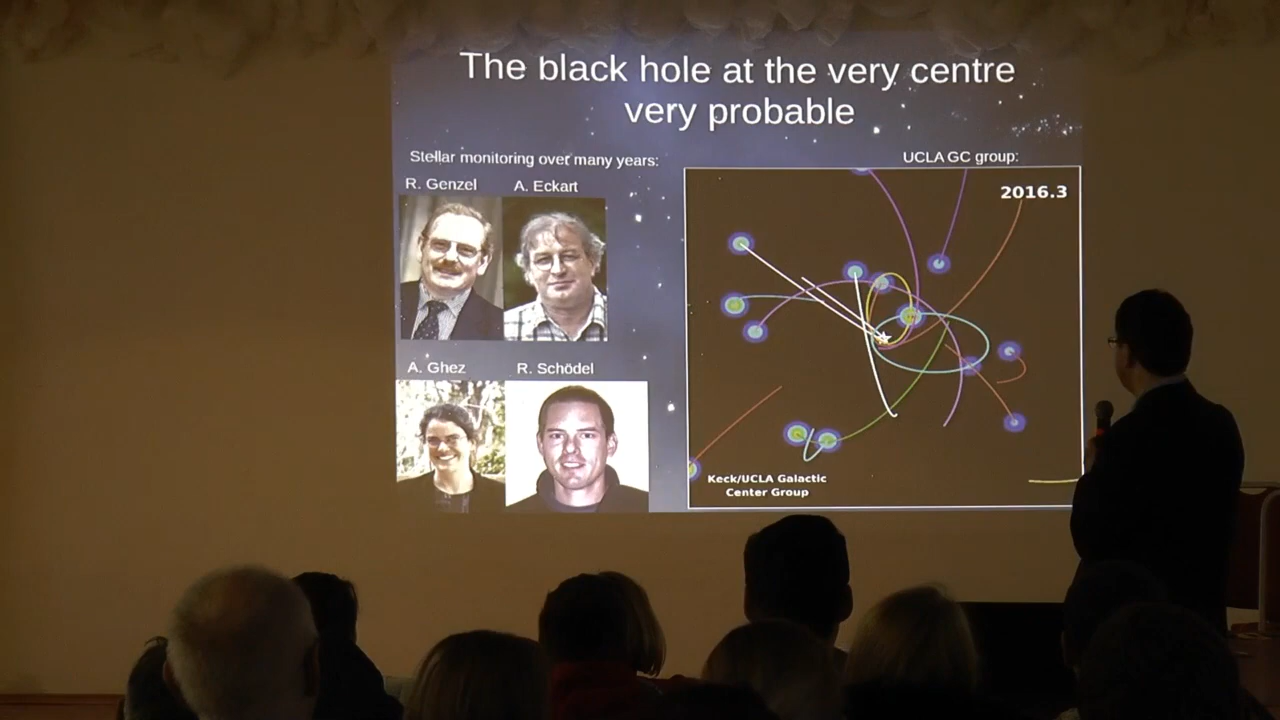 The black hole at the very centre
very probable
Stellar monitoring over many years:
UCLA GC group:
R. Genzel
A. Eckart
2016.3
A. Ghez
R. Schödel
Keck/UCLA Galactic
Center Group